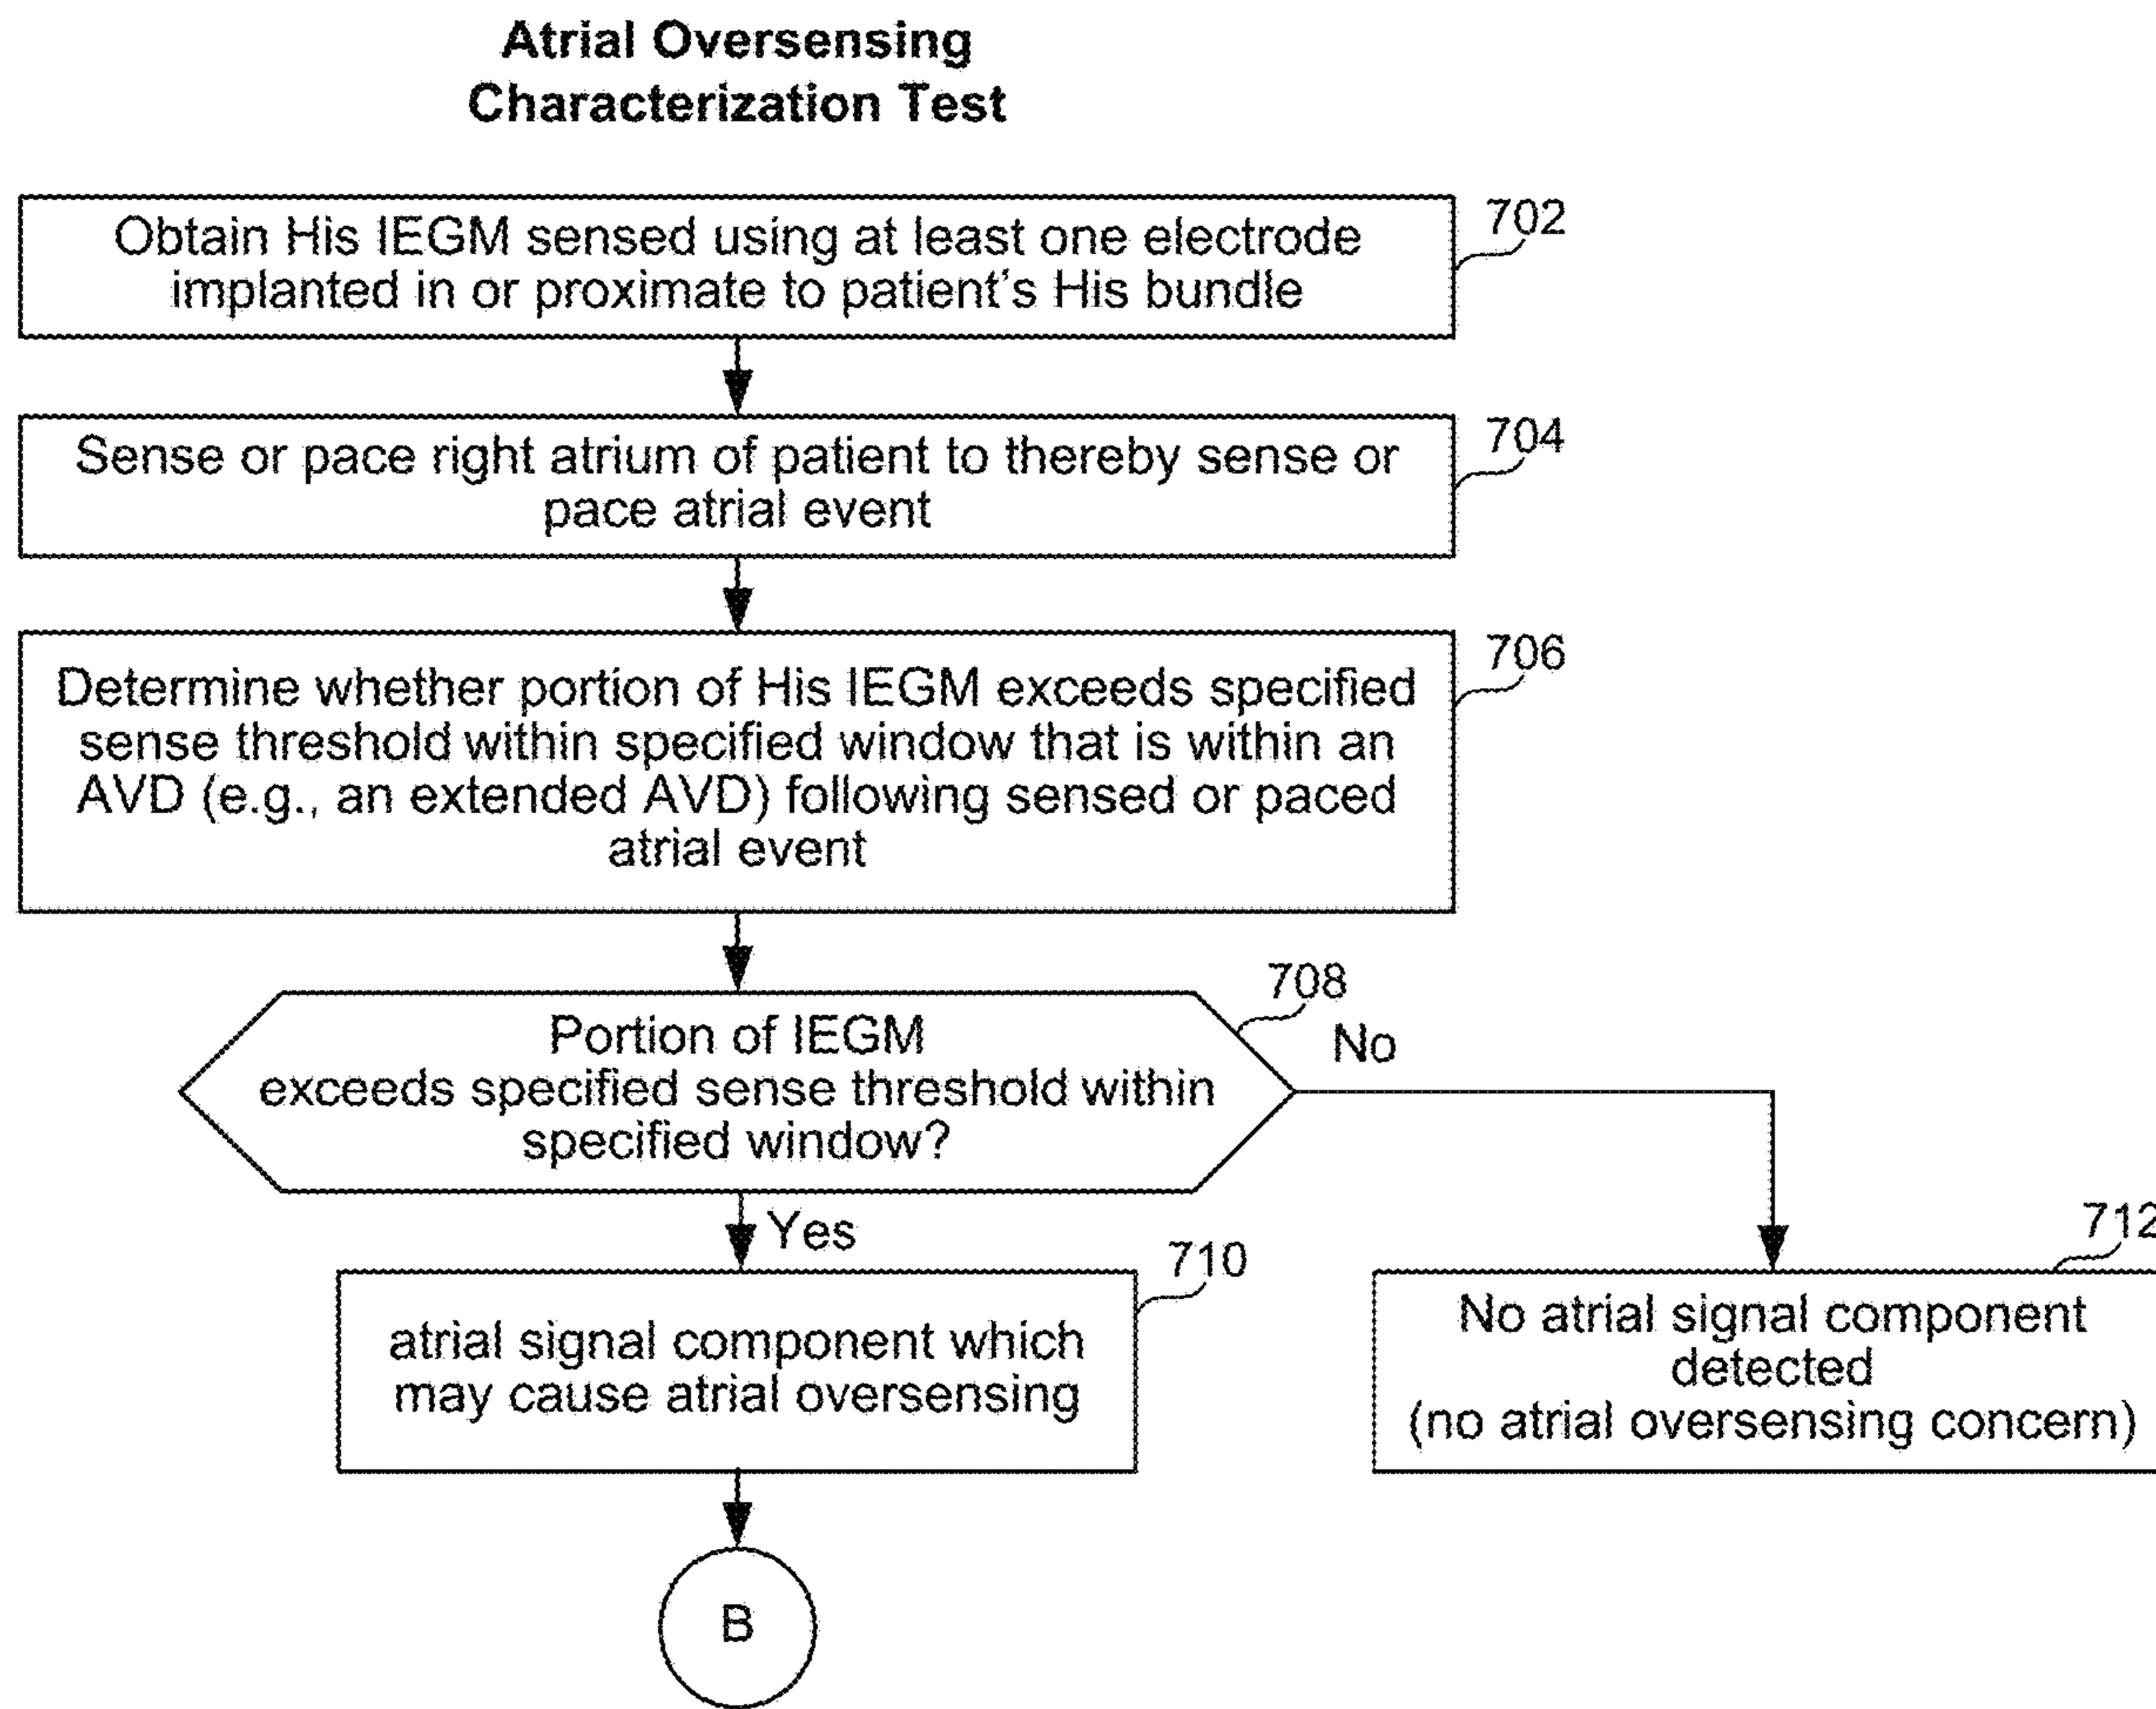 Atrial Oversensing
Characterization Test
Obtain His IEGM sensed using at least one electrode
implanted in or proximate to patient's His bundle
702
Sense or pace right atrium of patient to thereby sense or
pace atrial event
704
Determine whether portion of His IEGM exceeds specified
sense threshold within specified window that is within an
AVD (e.g., an extended AVD) following sensed or paced
atrial event
706
Portion of IEGM
exceeds specified sense threshold within
specified window?
708
No
Yes
atrial signal component which
may cause atrial oversensing
710
No atrial signal component
detected
(no atrial oversensing concern)
712
B